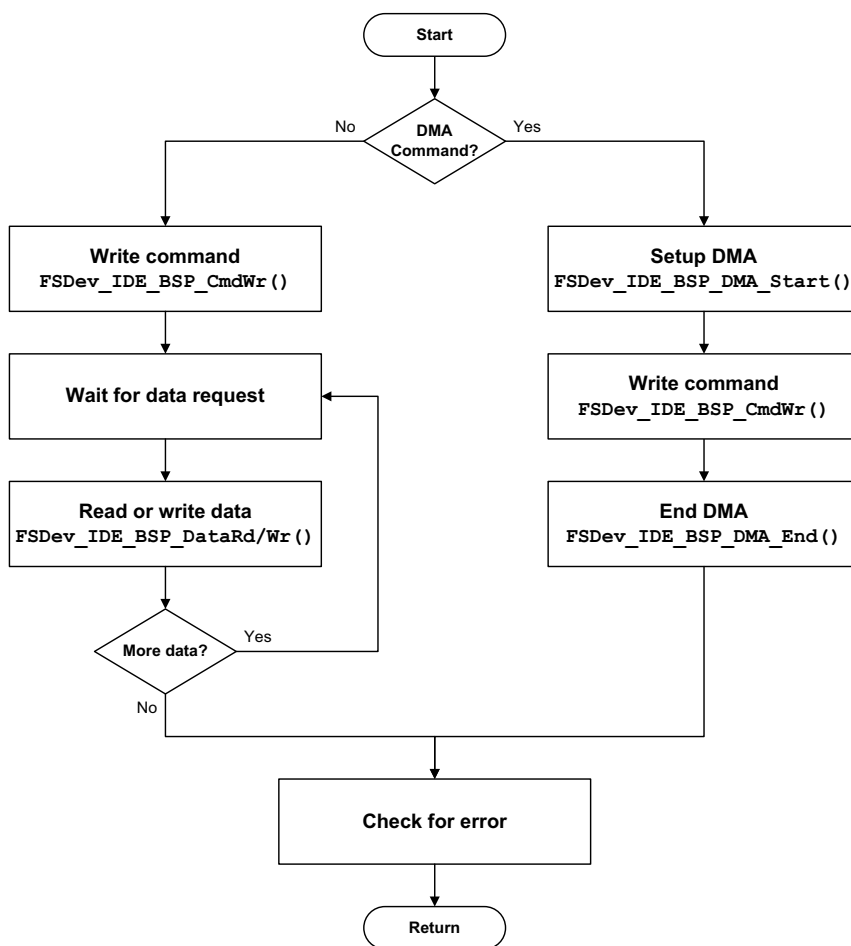 Start
DMA
Command?
No
Yes
Write command
FSDev_IDE_BSP_CmdWr()
Wait for data request
Read or write data
FSDev_IDE_BSP_DataRd/Wr()
More data?
Yes
No
Setup DMA
FSDev_IDE_BSP_DMA_Start()
Write command
FSDev_IDE_BSP_CmdWr()
End DMA
FSDev_IDE_BSP_DMA_End()
Check for error
Return